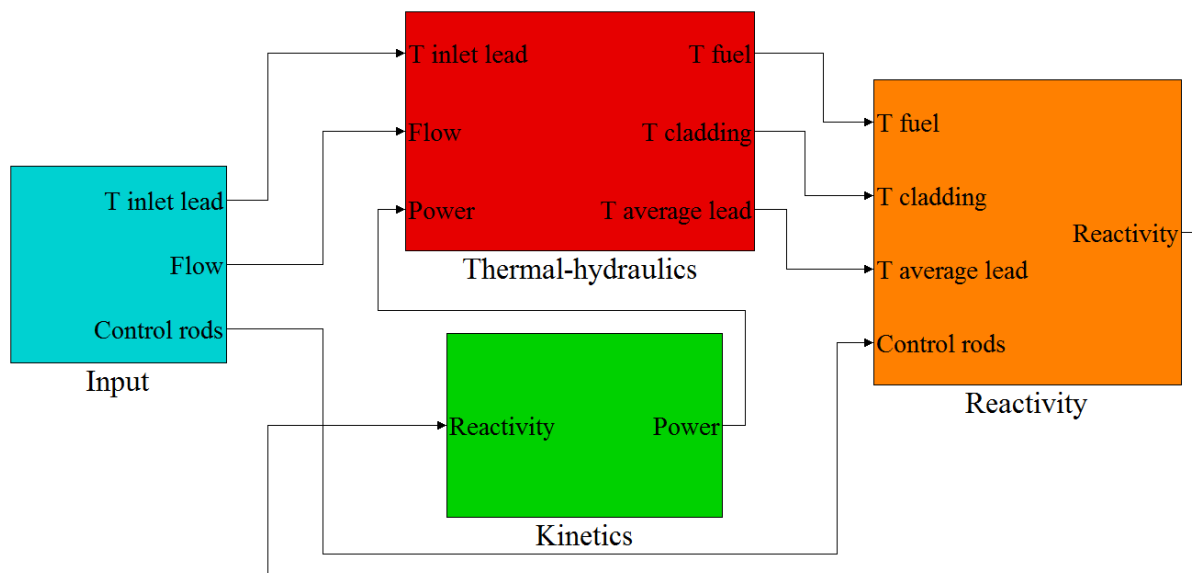 T inlet lead
Flow
Control rods
Input
T inlet lead
Flow
Power
T fuel
T cladding
T average lead
Thermal-hydraulics
Reactivity
Power
Kinetics
T fuel
T cladding
T average lead
Control rods
Reactivity
Reactivity